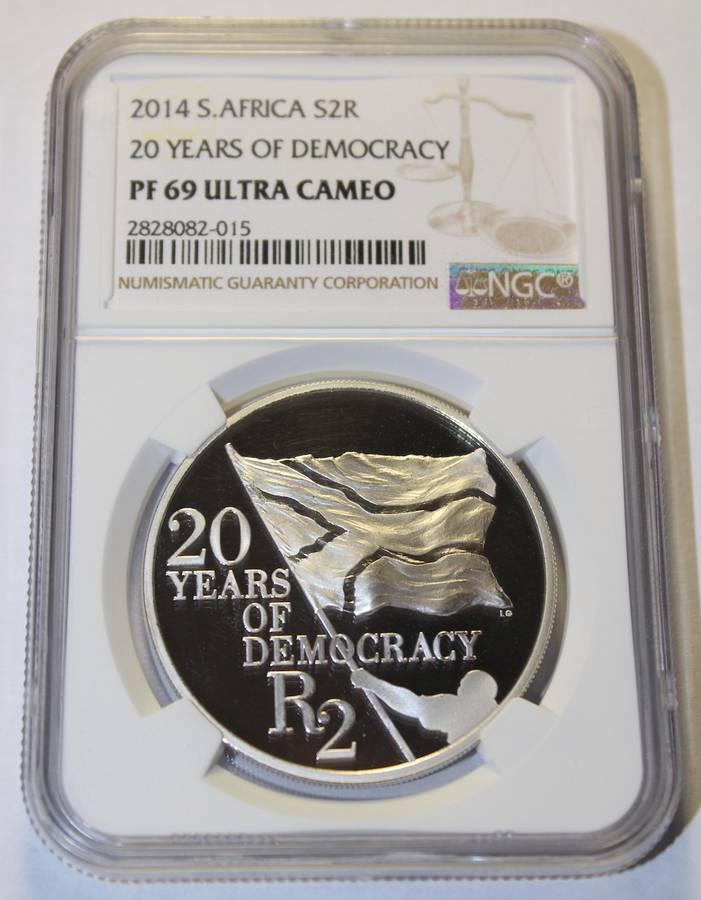 2014 S.AFRICA S2R
20 YEARS OF DEMOCRACY
PF 69 ULTRA CAMEO
2828082-015
NUMISMATIC GUARANTY CORPORATION
NGC®
20
YEARS
OF
DEMOCRACY
R2